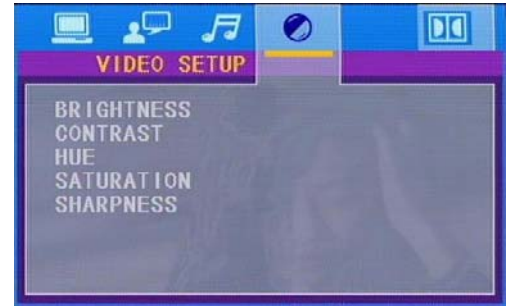 VIDEO SETUP
BRIGHTNESS
CONTRAST
HUE
SATURATION
SHARPNESS